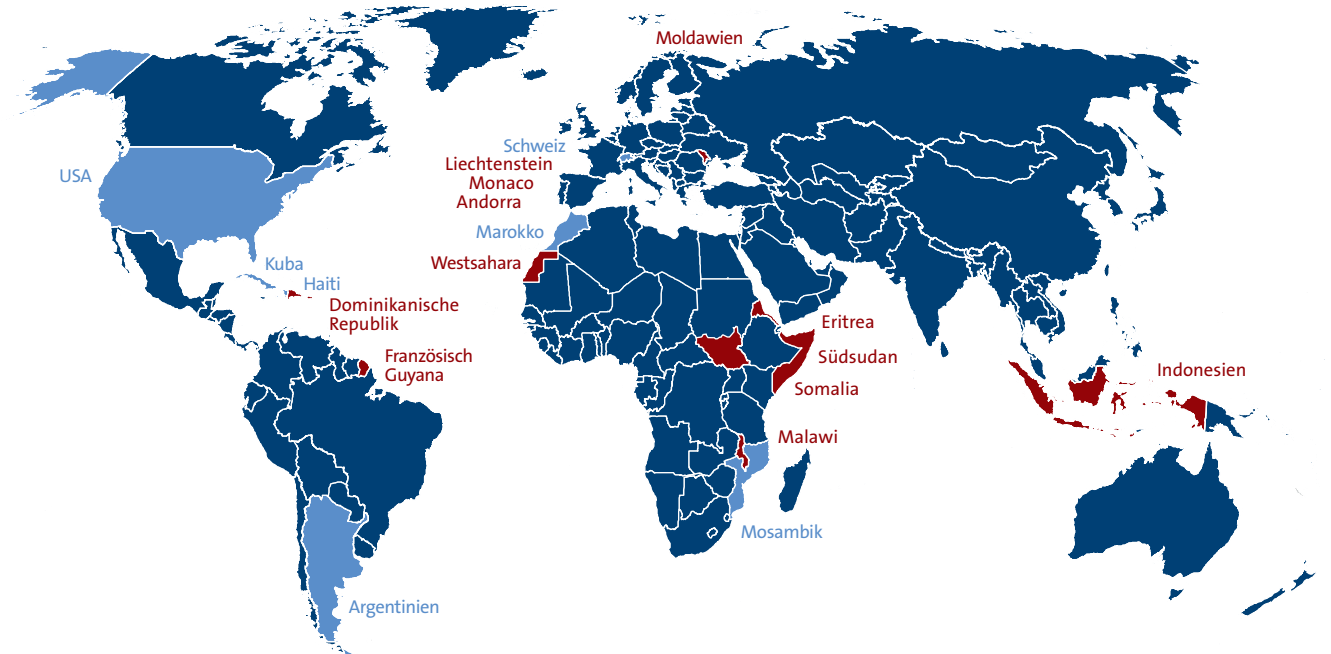 Moldawien
Schweiz
Liechtenstein
Monaco
Andorra
USA
Marokko
Westsahara
Kuba
Haiti
Dominikanische
Republik
Französisch
Guyana
Eritrea
Südsudan
Somalia
Indonesien
Malawi
Mosambik
Argentinien